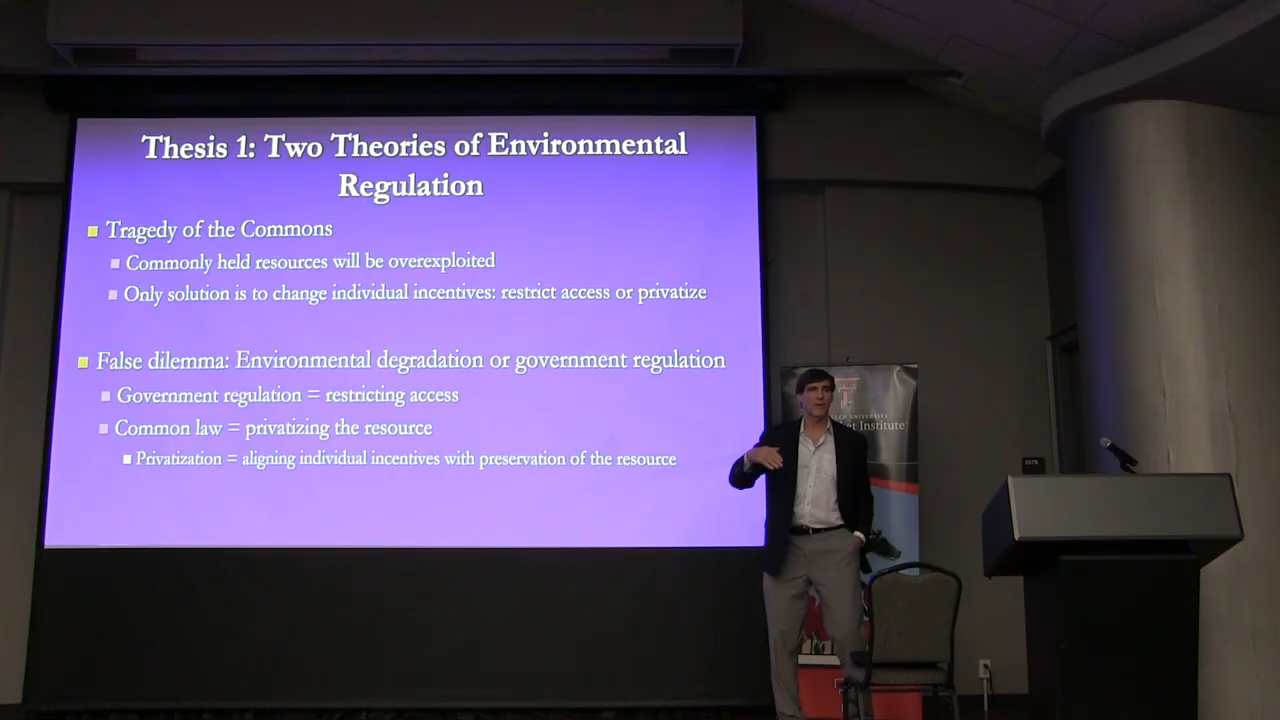 Thesis 1: Two Theories of Environmental
Regulation
Tragedy of the Commons
Commonly held resources will be overexploited
Only solution is to change individual incentives: restrict access or privatize
False dilemma: Environmental degradation or government regulation
Government regulation = restricting access
Common law = privatizing the resource
Privatization = aligning individual incentives with preservation of the resource
TECH UNIVERSITY
Institute